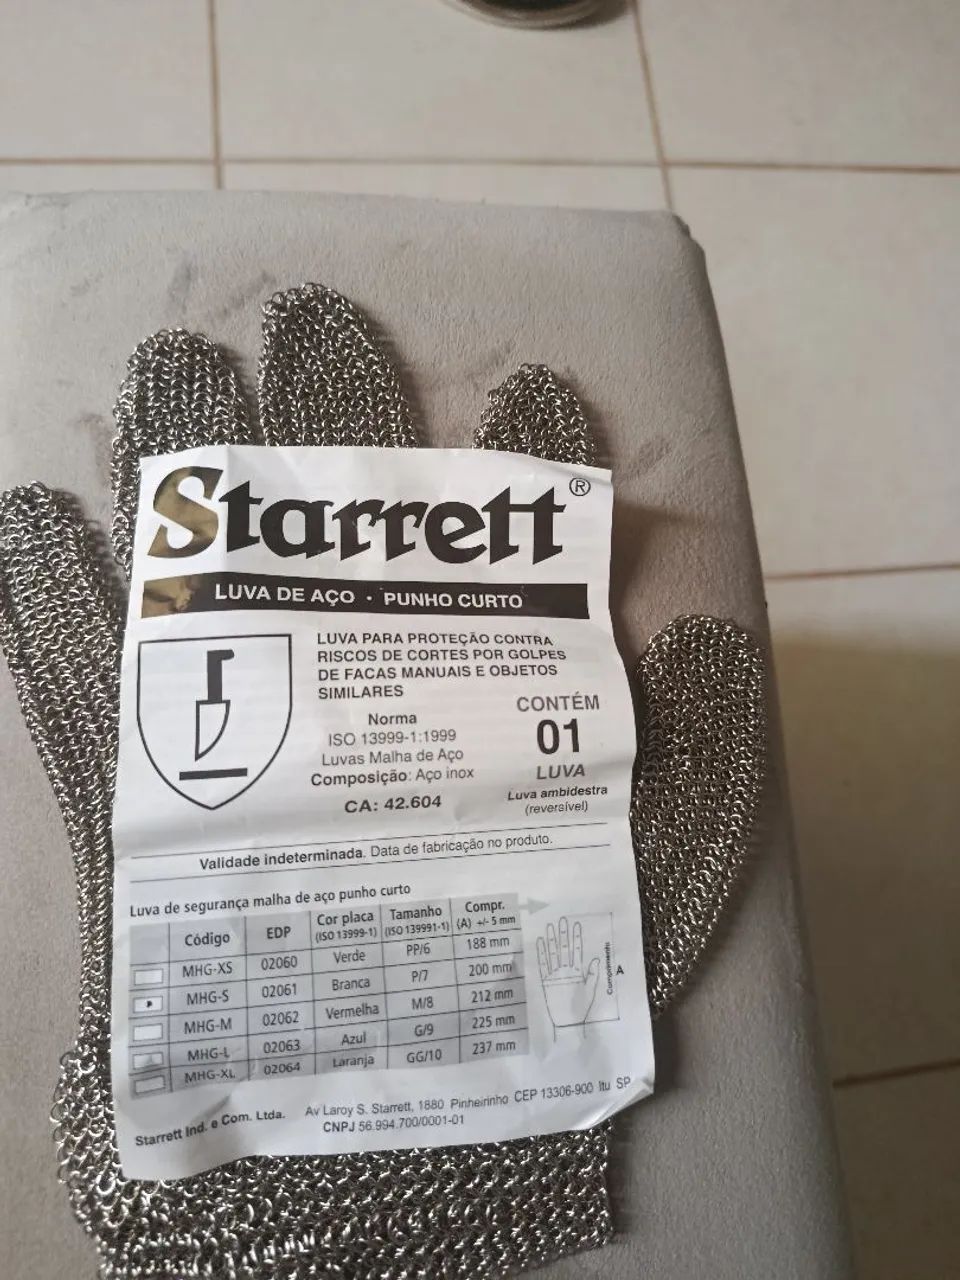 Starrett®
LUVA DE AÇO · PUNHO CURTO
LUVA PARA PROTEÇÃO CONTRA
RISCOS DE CORTES POR GOLPES
DE FACAS MANUAIS E OBJETOS
SIMILARES
Norma
ISO 13999-1:1999
Luvas Malha de Aço
Composição: Aço inox
CA: 42.604
CONTÉM
01
LUVA
Luva ambidestra
(reversível)
Validade indeterminada. Data de fabricação no produto.
Luva de segurança malha de aço punho curto
Código EDP Cor placa (ISO 13999-1) Tamanho (ISO 139991-1) Compr. (A) +/- 5 mm
MHG-XS 02060 Verde PP/6 188 mm
MHG-S 02061 Branca P/7 200 mm
MHG-M 02062 Vermelha M/8 212 mm
MHG-L 02063 Azul G/9 225 mm
MHG-XL 02064 Laranja GG/10 237 mm
Comprimento
A
Starrett Ind. e Com. Ltda. Av Laroy S. Starrett, 1880 Pinheirinho CEP 13306-900 Itu SP
CNPJ 56.994.700/0001-01